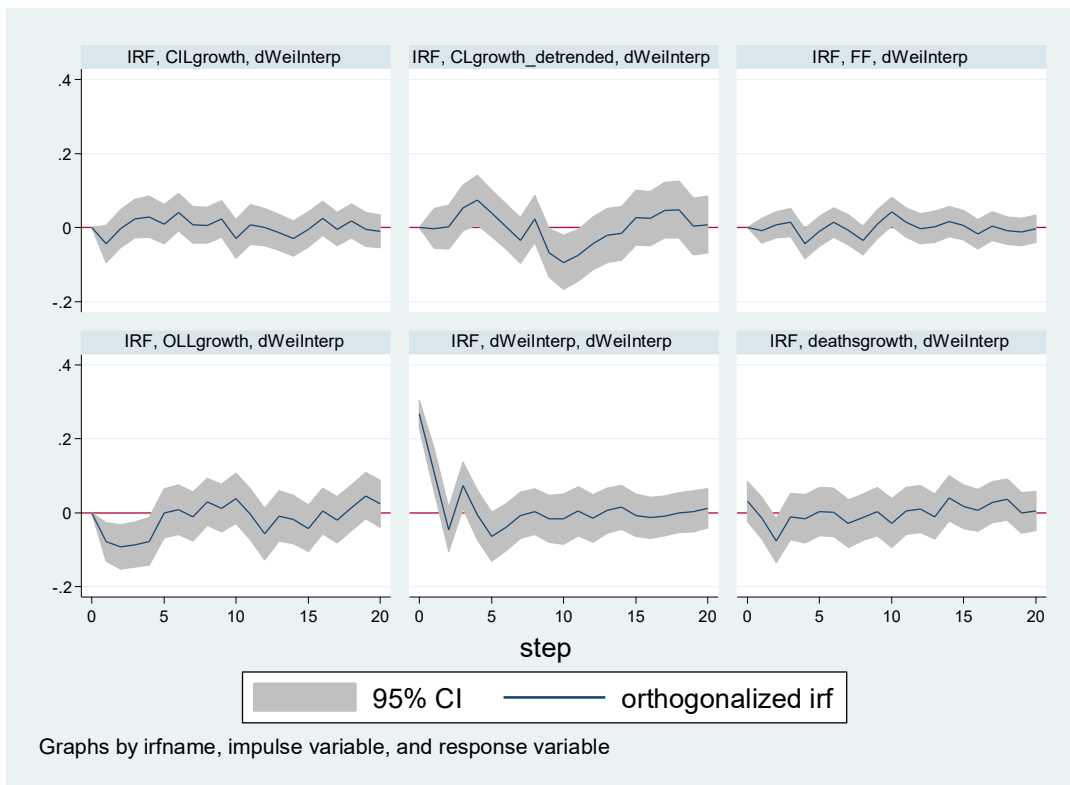 IRF, CILgrowth, dWeiInterp
IRF, CLgrowth_detrended, dWeiInterp
IRF, FF, dWeiInterp
.4
.2
0
-.2
IRF, OLLgrowth, dWeiInterp
IRF, dWeiInterp, dWeiInterp
IRF, deathsgrowth, dWeiInterp
.4
.2
0
-.2
0 5 10 15 20
0 5 10 15 20
0 5 10 15 20
step
95% CI
orthogonalized irf
Graphs by irfname, impulse variable, and response variable